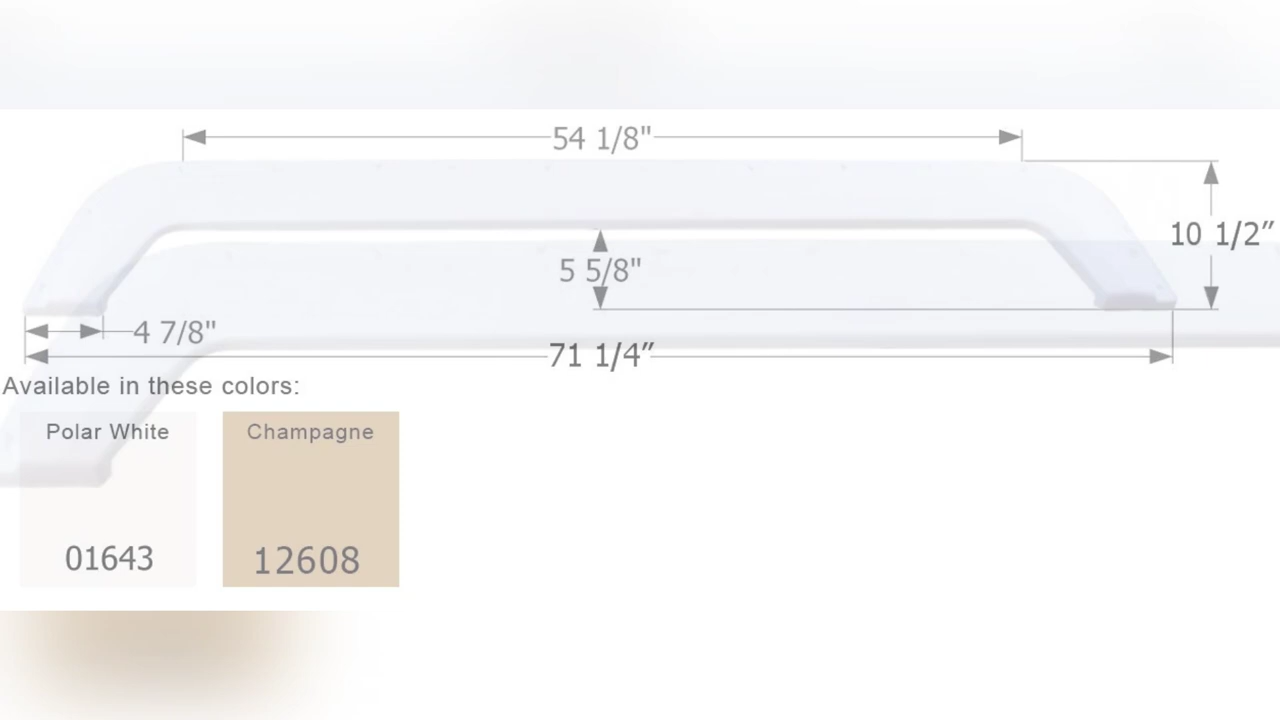 54 1/8"
10 1/2”
5 5/8"
4 7/8"
71 1/4”
Available in these colors:
Polar White
Champagne
01643
12608